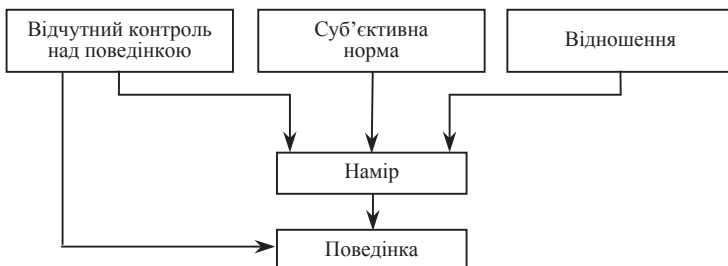 Відчутний контроль
над поведінкою
Суб’єктивна
норма
Відношення
Намір
Поведінка